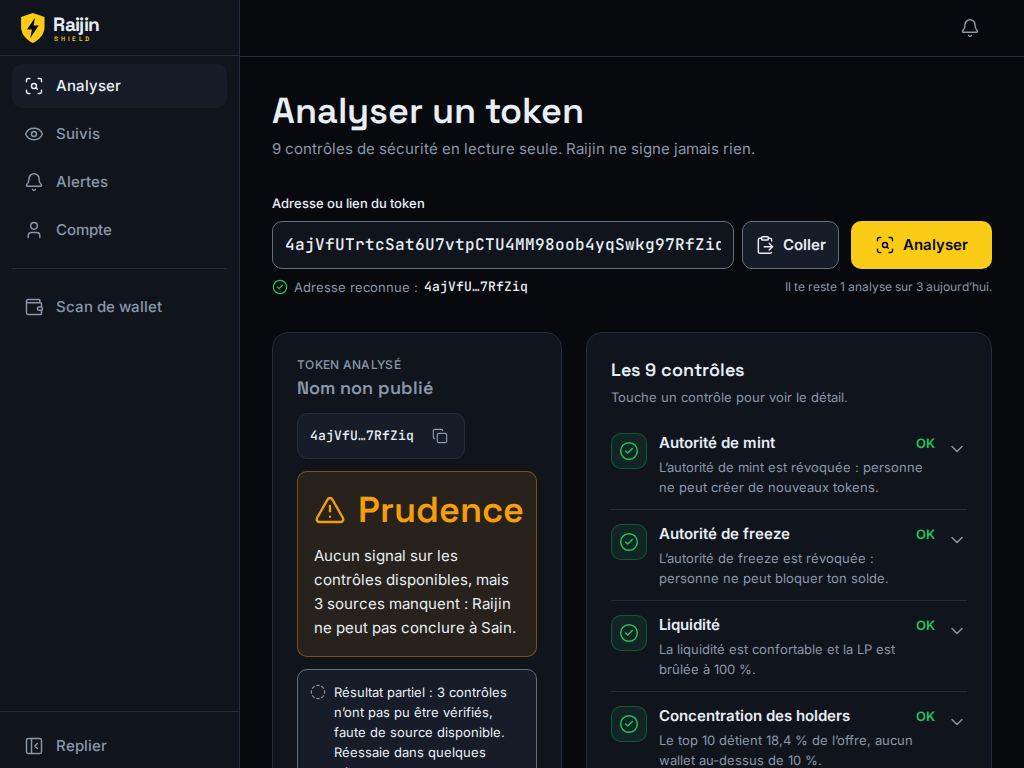 Raijin
SHIELD
Analyser
Suivis
Alertes
Compte
Scan de wallet
Replier
Analyser un token
9 contrôles de sécurité en lecture seule. Raijin ne signe jamais rien.
Adresse ou lien du token
4ajVfUTrtcSat6U7vtpCTU4MM98oob4yqSwkg97RfZiq
Coller
Analyser
Adresse reconnue : 4ajVfU…7RfZiq
Il te reste 1 analyse sur 3 aujourd’hui.
TOKEN ANALYSÉ
Nom non publié
4ajVfU…7RfZiq
Prudence
Aucun signal sur les
contrôles disponibles, mais
3 sources manquent : Raijin
ne peut pas conclure à Sain.
Résultat partiel : 3 contrôles
n’ont pas pu être vérifiés,
faute de source disponible.
Réessaie dans quelques
Les 9 contrôles
Touche un contrôle pour voir le détail.
Autorité de mint OK
L’autorité de mint est révoquée : personne
ne peut créer de nouveaux tokens.
Autorité de freeze OK
L’autorité de freeze est révoquée :
personne ne peut bloquer ton solde.
Liquidité OK
La liquidité est confortable et la LP est
brûlée à 100 %.
Concentration des holders OK
Le top 10 détient 18,4 % de l’offre, aucun
wallet au-dessus de 10 %.